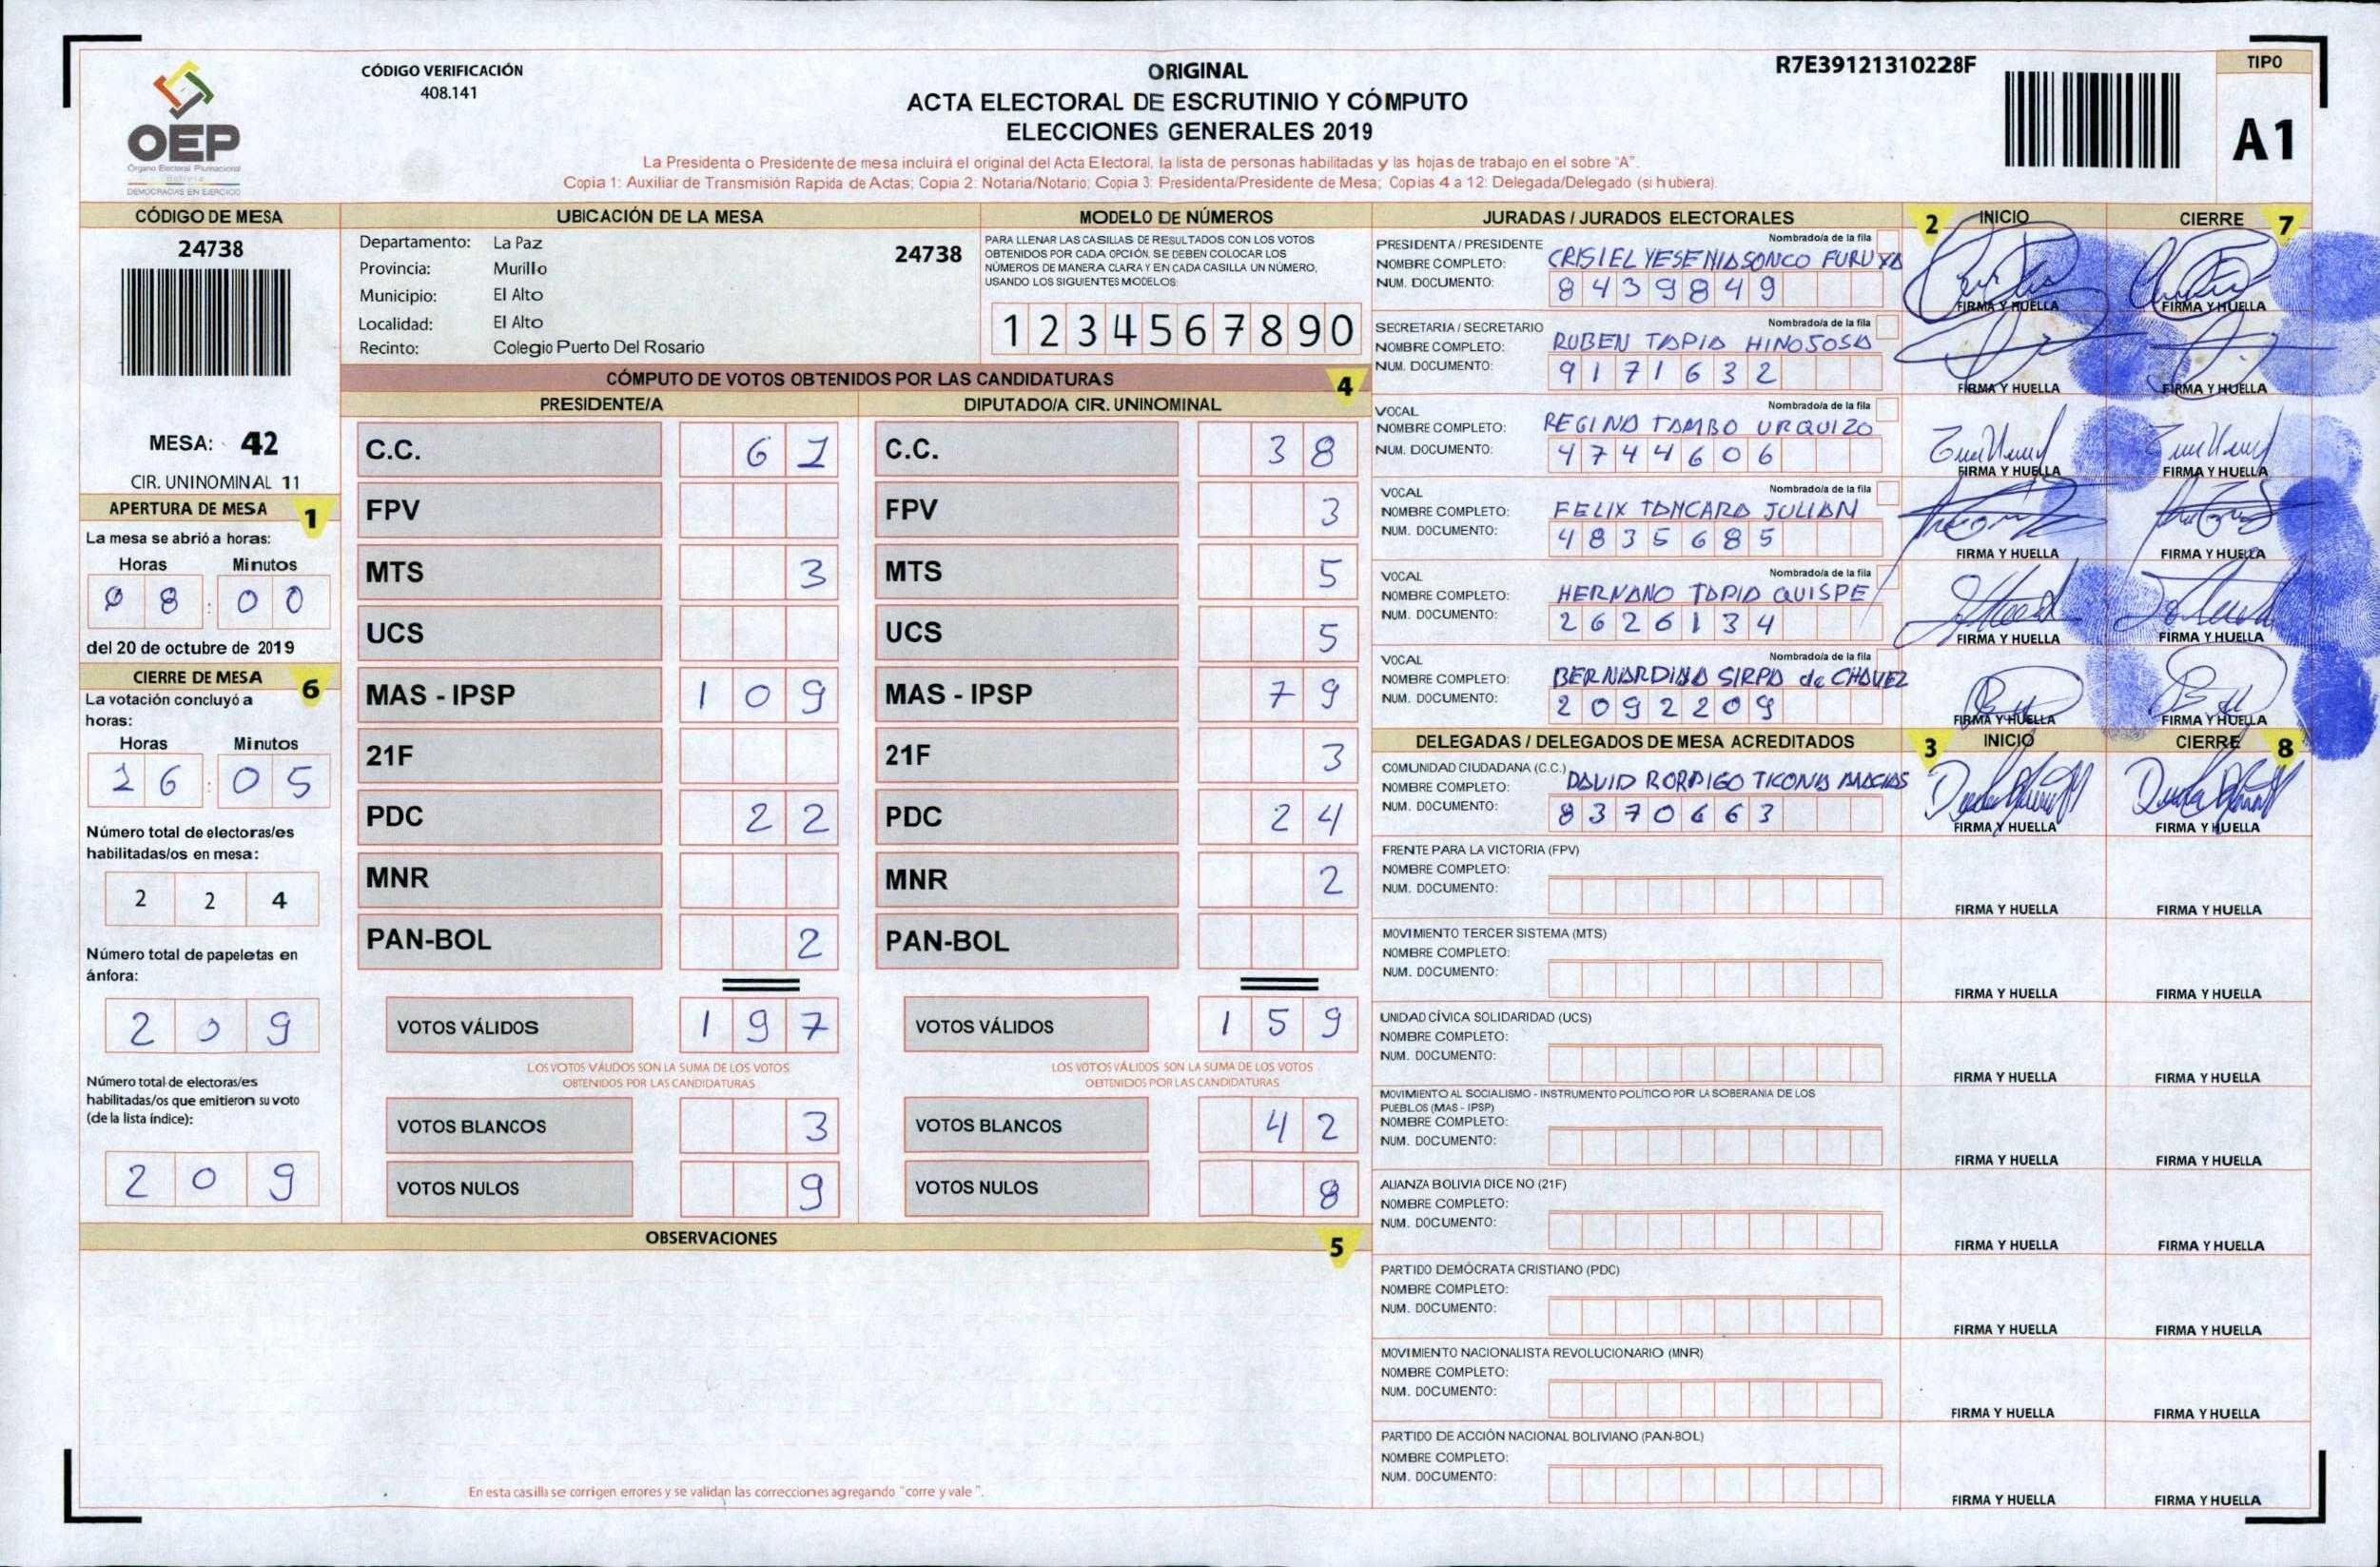 OEP
Órgano Electoral Plurinacional
Bolivia
DEMOCRACIAS EN EJERCICIO
CÓDIGO VERIFICACIÓN
408.141
ORIGINAL
ACTA ELECTORAL DE ESCRUTINIO Y CÓMPUTO
ELECCIONES GENERALES 2019
La Presidenta o Presidente de mesa incluirá el original del Acta Electoral, la lista de personas habilitadas y las hojas de trabajo en el sobre "A".
Copia 1: Auxiliar de Transmisión Rapida de Actas; Copia 2: Notaria/Notario; Copia 3: Presidenta/Presidente de Mesa; Copias 4 a 12: Delegada/Delegado (si hubiera).
R7E39121310228F
TIPO
A1
CÓDIGO DE MESA
24738
MESA: 42
CIR. UNINOMINAL 11
APERTURA DE MESA 1
La mesa se abrió a horas:
Horas Minutos
08:00
del 20 de octubre de 2019
CIERRE DE MESA 6
La votación concluyó a
horas:
Horas Minutos
16:05
Número total de electoras/es
habilitadas/os en mesa:
2 2 4
Número total de papeletas en
ánfora:
2 0 9
Número total de electoras/es
habilitadas/os que emitieron su voto
(de la lista índice):
2 0 9
UBICACIÓN DE LA MESA
Departamento: La Paz
24738
Provincia: Murillo
Municipio: El Alto
Localidad: El Alto
Recinto: Colegio Puerto Del Rosario
MODELO DE NÚMEROS
PARA LLENAR LAS CASILLAS DE RESULTADOS CON LOS VOTOS
OBTENIDOS POR CADA OPCIÓN, SE DEBEN COLOCAR LOS
NÚMEROS DE MANERA CLARA Y EN CADA CASILLA UN NÚMERO,
USANDO LOS SIGUIENTES MODELOS:
1 2 3 4 5 6 7 8 9 0
CÓMPUTO DE VOTOS OBTENIDOS POR LAS CANDIDATURAS 4
PRESIDENTE/A
C.C. 6 1
FPV
MTS 3
UCS
MAS - IPSP 1 0 9
21F
PDC 2 2
MNR
PAN-BOL 2
VOTOS VÁLIDOS 1 9 7
LOS VOTOS VÁLIDOS SON LA SUMA DE LOS VOTOS
OBTENIDOS POR LAS CANDIDATURAS
VOTOS BLANCOS 3
VOTOS NULOS 9
DIPUTADO/A CIR. UNINOMINAL
C.C. 3 8
FPV 3
MTS 5
UCS 5
MAS - IPSP 7 9
21F 3
PDC 2 4
MNR 2
PAN-BOL
VOTOS VÁLIDOS 1 5 9
LOS VOTOS VÁLIDOS SON LA SUMA DE LOS VOTOS
OBTENIDOS POR LAS CANDIDATURAS
VOTOS BLANCOS 4 2
VOTOS NULOS 8
OBSERVACIONES 5
En esta casilla se corrigen errores y se validan las correcciones agregando "corre y vale".
JURADAS / JURADOS ELECTORALES
2 INICIO
CIERRE 7
PRESIDENTA / PRESIDENTE
Nombrado/a de la fila
NOMBRE COMPLETO: CRISIEL YESENIA SONCO FURUYA
NUM. DOCUMENTO: 8439849
FIRMA Y HUELLA FIRMA Y HUELLA
SECRETARIA / SECRETARIO
Nombrado/a de la fila
NOMBRE COMPLETO: RUBEN TAPIA HINOJOSA
NUM. DOCUMENTO: 9171632
FIRMA Y HUELLA FIRMA Y HUELLA
VOCAL
Nombrado/a de la fila
NOMBRE COMPLETO: REGINA TAMBO URQUIZO
NUM. DOCUMENTO: 4744606
FIRMA Y HUELLA FIRMA Y HUELLA
VOCAL
Nombrado/a de la fila
NOMBRE COMPLETO: FELIX TANCARA JULIAN
NUM. DOCUMENTO: 4835685
FIRMA Y HUELLA FIRMA Y HUELLA
VOCAL
Nombrado/a de la fila
NOMBRE COMPLETO: HERNANO TAPIA QUISPE
NUM. DOCUMENTO: 2626134
FIRMA Y HUELLA FIRMA Y HUELLA
VOCAL
Nombrado/a de la fila
NOMBRE COMPLETO: BERNARDINA SIRPA de CHAVEZ
NUM. DOCUMENTO: 2092209
FIRMA Y HUELLA FIRMA Y HUELLA
DELEGADAS / DELEGADOS DE MESA ACREDITADOS
3 INICIO
CIERRE 8
COMUNIDAD CIUDADANA (C.C.)
NOMBRE COMPLETO: DAVID RORDIGO TICONA MACIAS
NUM. DOCUMENTO: 8370663
FIRMA Y HUELLA FIRMA Y HUELLA
FRENTE PARA LA VICTORIA (FPV)
NOMBRE COMPLETO:
NUM. DOCUMENTO:
FIRMA Y HUELLA FIRMA Y HUELLA
MOVIMIENTO TERCER SISTEMA (MTS)
NOMBRE COMPLETO:
NUM. DOCUMENTO:
FIRMA Y HUELLA FIRMA Y HUELLA
UNIDAD CÍVICA SOLIDARIDAD (UCS)
NOMBRE COMPLETO:
NUM. DOCUMENTO:
FIRMA Y HUELLA FIRMA Y HUELLA
MOVIMIENTO AL SOCIALISMO - INSTRUMENTO POLÍTICO POR LA SOBERANIA DE LOS
PUEBLOS (MAS - IPSP)
NOMBRE COMPLETO:
NUM. DOCUMENTO:
FIRMA Y HUELLA FIRMA Y HUELLA
ALIANZA BOLIVIA DICE NO (21F)
NOMBRE COMPLETO:
NUM. DOCUMENTO:
FIRMA Y HUELLA FIRMA Y HUELLA
PARTIDO DEMÓCRATA CRISTIANO (PDC)
NOMBRE COMPLETO:
NUM. DOCUMENTO:
FIRMA Y HUELLA FIRMA Y HUELLA
MOVIMIENTO NACIONALISTA REVOLUCIONARIO (MNR)
NOMBRE COMPLETO:
NUM. DOCUMENTO:
FIRMA Y HUELLA FIRMA Y HUELLA
PARTIDO DE ACCIÓN NACIONAL BOLIVIANO (PAN-BOL)
NOMBRE COMPLETO:
NUM. DOCUMENTO:
FIRMA Y HUELLA FIRMA Y HUELLA